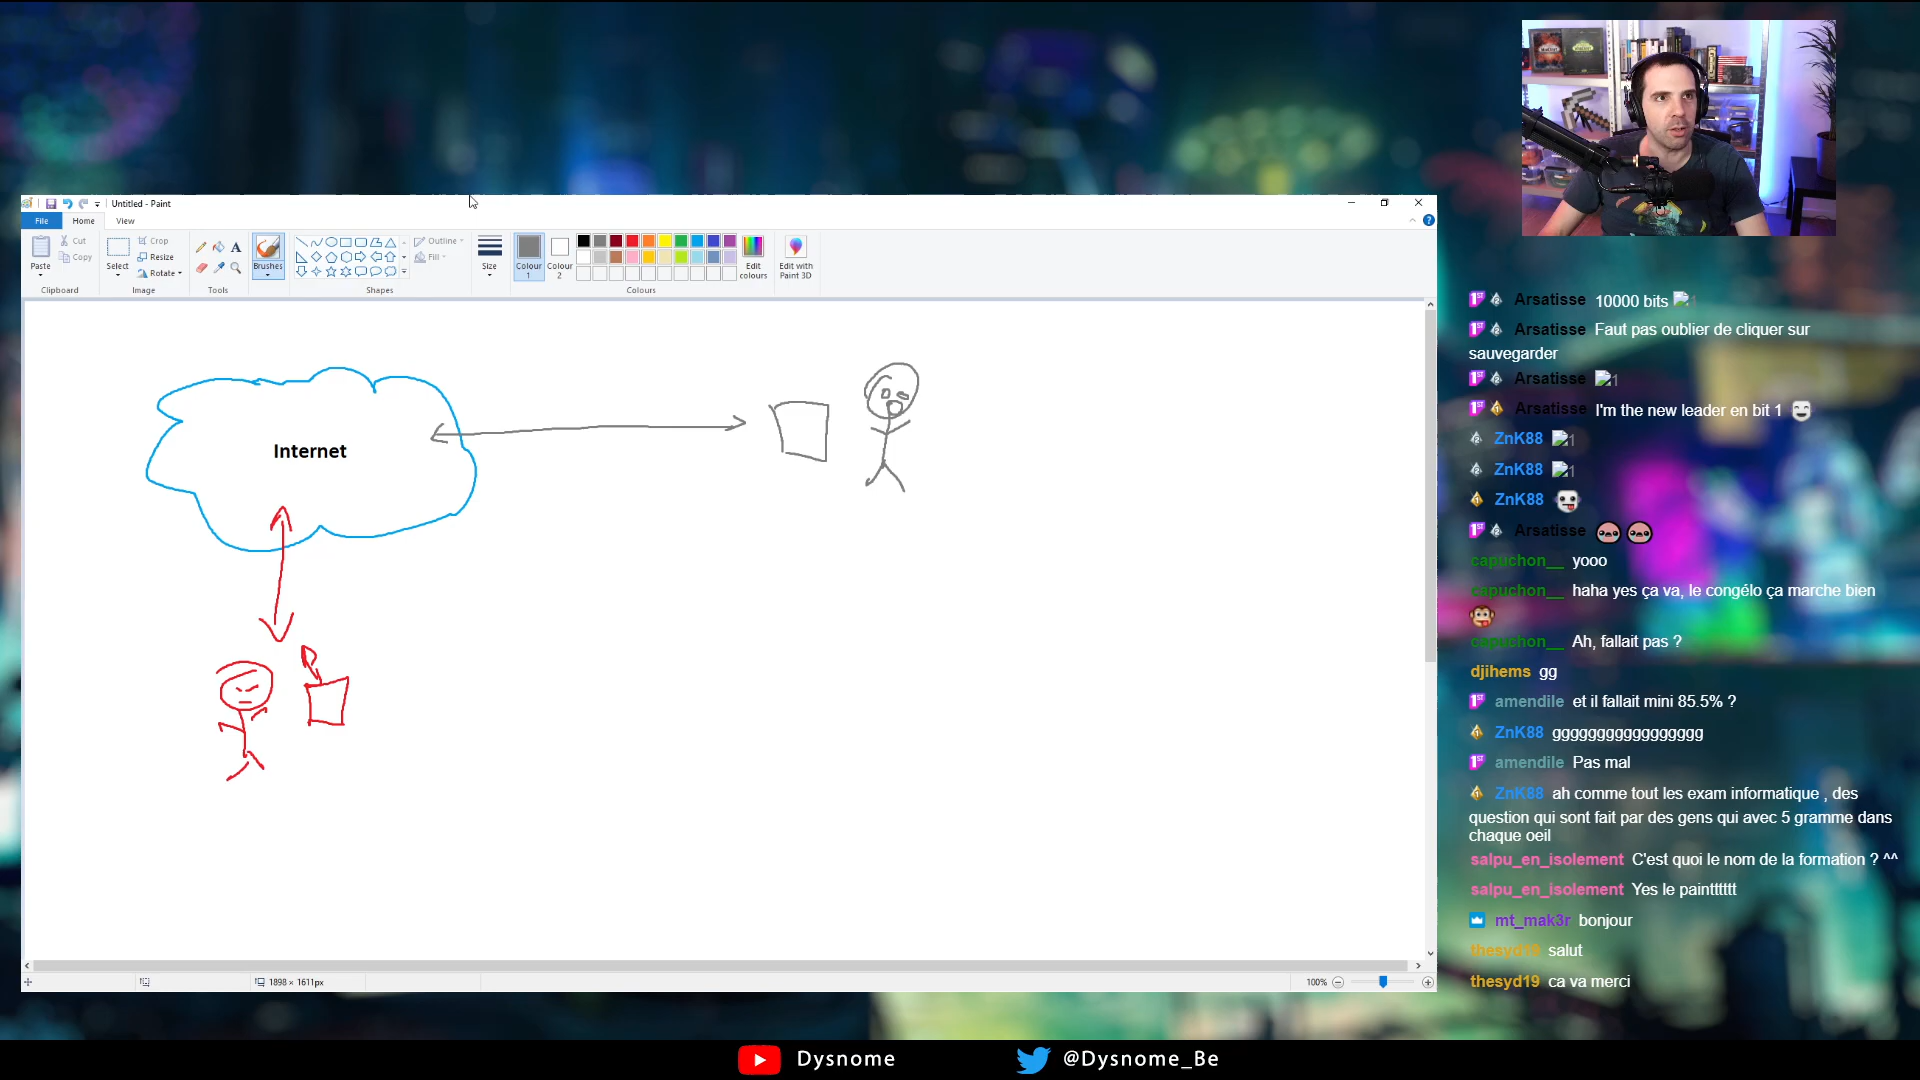 Untitled - Paint
File Home View
Paste
Cut
Copy
Clipboard
Select
Crop
Resize
Rotate
Image
A
Tools
Brushes
Shapes
Outline
Fill
Size
Colour 1
Colour 2
Colours
Edit colours
Edit with Paint 3D
Internet
1898 × 1611px
100%
Arsatisse 10000 bits 1
Arsatisse Faut pas oublier de cliquer sur
sauvegarder
Arsatisse 1
Arsatisse I'm the new leader en bit 1
ZnK88 1
ZnK88 1
ZnK88
Arsatisse
capuchon__ yooo
capuchon__ haha yes ça va, le congélo ça marche bien
capuchon__ Ah, fallait pas ?
djihems gg
amendile et il fallait mini 85.5% ?
ZnK88 ggggggggggggggggg
amendile Pas mal
ZnK88 ah comme tout les exam informatique , des
question qui sont fait par des gens qui avec 5 gramme dans
chaque oeil
salpu_en_isolement C'est quoi le nom de la formation ? ^^
salpu_en_isolement Yes le paintttttt
mt_mak3r bonjour
thesyd19 salut
thesyd19 ca va merci
Dysnome @Dysnome_Be